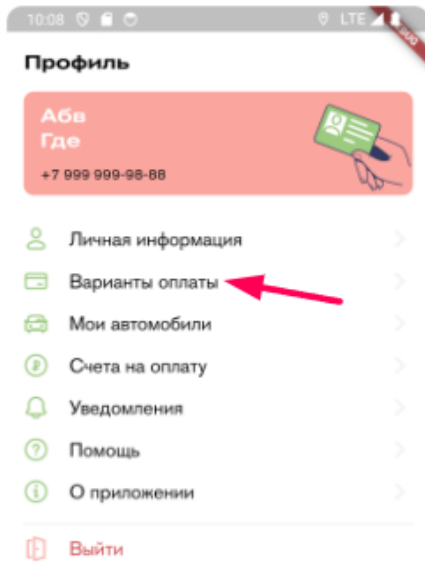 10:08 LTE
Профиль
Абв
Где
+7 999 999-98-88
Личная информация
Варианты оплаты
Мои автомобили
Счета на оплату
Уведомления
Помощь
О приложении
Выйти